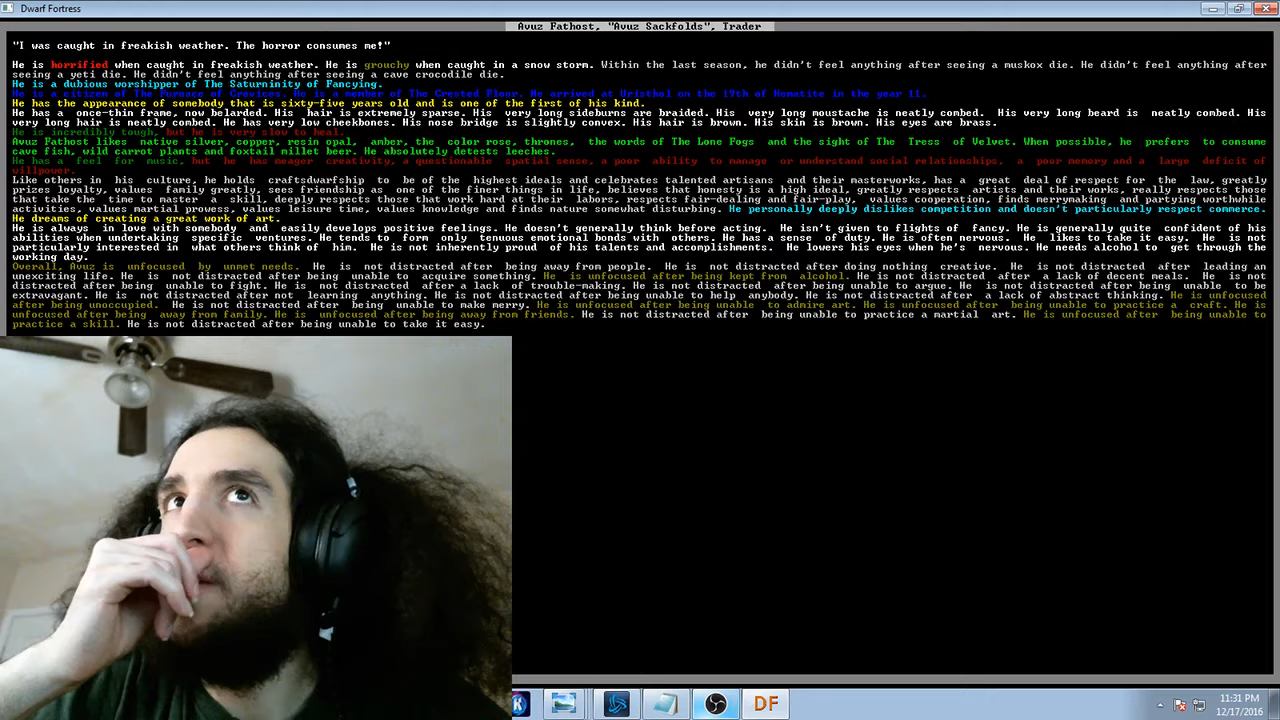 Dwarf Fortress
Avuz Fathost, "Avuz Sackfolds", Trader
"I was caught in freakish weather. The horror consumes me!"
He is horrified when caught in freakish weather. He is grouchy when caught in a snow storm. Within the last season, he didn't feel anything after seeing a muskox die. He didn't feel anything after
seeing a yeti die. He didn't feel anything after seeing a cave crocodile die.
He is a dubious worshipper of The Saturninity of Fancying.
He is a citizen of The Furnace of Crevices. He is a member of The Crested Floor. He arrived at Uristhol on the 19th of Hematite in the year 11.
He has the appearance of somebody that is sixty-five years old and is one of the first of his kind.
He has a once-thin frame, now belarded. His hair is extremely sparse. His very long sideburns are braided. His very long moustache is neatly combed. His very long beard is neatly combed. His
very long hair is neatly combed. He has very low cheekbones. His nose bridge is slightly convex. His hair is brown. His skin is brown. His eyes are brass.
He is incredibly tough, but he is very slow to heal.
Avuz Fathost likes native silver, copper, resin opal, amber, the color rose, thrones, the words of The Lone Fogs and the sight of The Tress of Velvet. When possible, he prefers to consume
cave fish, wild carrot plants and foxtail millet beer. He absolutely detests leeches.
He has a feel for music, but he has meager creativity, a questionable spatial sense, a poor ability to manage or understand social relationships, a poor memory and a large deficit of
willpower.
Like others in his culture, he holds craftsdwarfship to be of the highest ideals and celebrates talented artisans and their masterworks, has a great deal of respect for the law, greatly
prizes loyalty, values family greatly, sees friendship as one of the finer things in life, believes that honesty is a high ideal, greatly respects artists and their works, really respects those
that take the time to master a skill, deeply respects those that work hard at their labors, respects fair-dealing and fair-play, values cooperation, finds merrymaking and partying worthwhile
activities, values martial prowess, values leisure time, values knowledge and finds nature somewhat disturbing. He personally deeply dislikes competition and doesn't particularly respect commerce.
He dreams of creating a great work of art.
He is always in love with somebody and easily develops positive feelings. He doesn't generally think before acting. He isn't given to flights of fancy. He is generally quite confident of his
abilities when undertaking specific ventures. He tends to form only tenuous emotional bonds with others. He has a sense of duty. He is often nervous. He likes to take it easy. He is not
particularly interested in what others think of him. He is not inherently proud of his talents and accomplishments. He lowers his eyes when he's nervous. He needs alcohol to get through the
working day.
Overall, Avuz is unfocused by unmet needs. He is not distracted after being away from people. He is not distracted after doing nothing creative. He is not distracted after leading an
unexciting life. He is not distracted after being unable to acquire something. He is unfocused after being kept from alcohol. He is not distracted after a lack of decent meals. He is not
distracted after being unable to fight. He is not distracted after a lack of trouble-making. He is not distracted after being unable to argue. He is not distracted after being unable to be
extravagant. He is not distracted after not learning anything. He is not distracted after being unable to help anybody. He is not distracted after a lack of abstract thinking. He is unfocused
after being unoccupied. He is not distracted after being unable to make merry. He is unfocused after being unable to admire art. He is unfocused after being unable to practice a craft. He is
unfocused after being away from family. He is unfocused after being away from friends. He is not distracted after being unable to practice a martial art. He is unfocused after being unable to
practice a skill. He is not distracted after being unable to take it easy.
K
DF
11:31 PM
12/17/2016